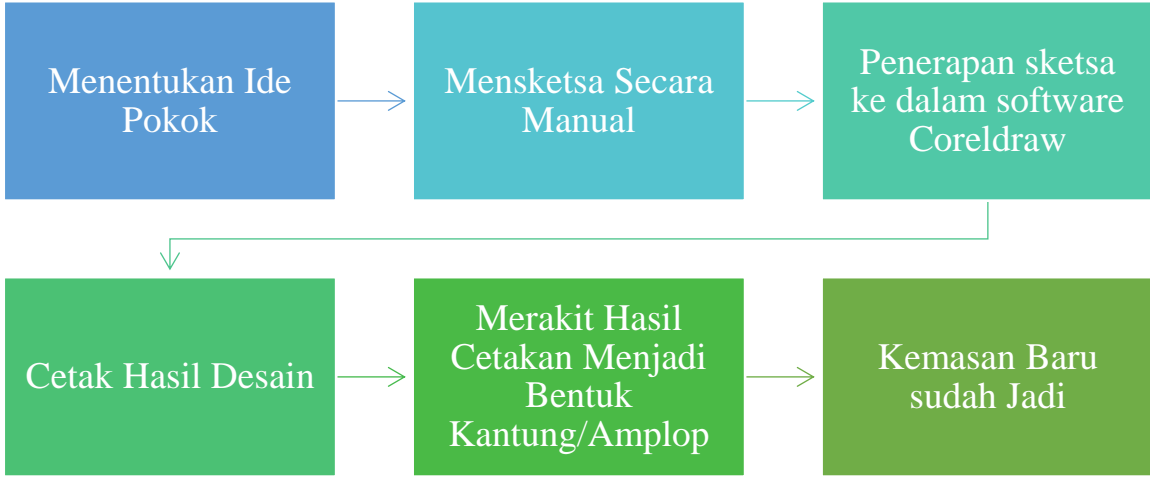 Menentukan Ide
Pokok
Mensketsa Secara
Manual
Penerapan sketsa
ke dalam software
Coreldraw
Cetak Hasil Desain
Merakit Hasil
Cetakan Menjadi
Bentuk
Kantung/Amplop
Kemasan Baru
sudah Jadi